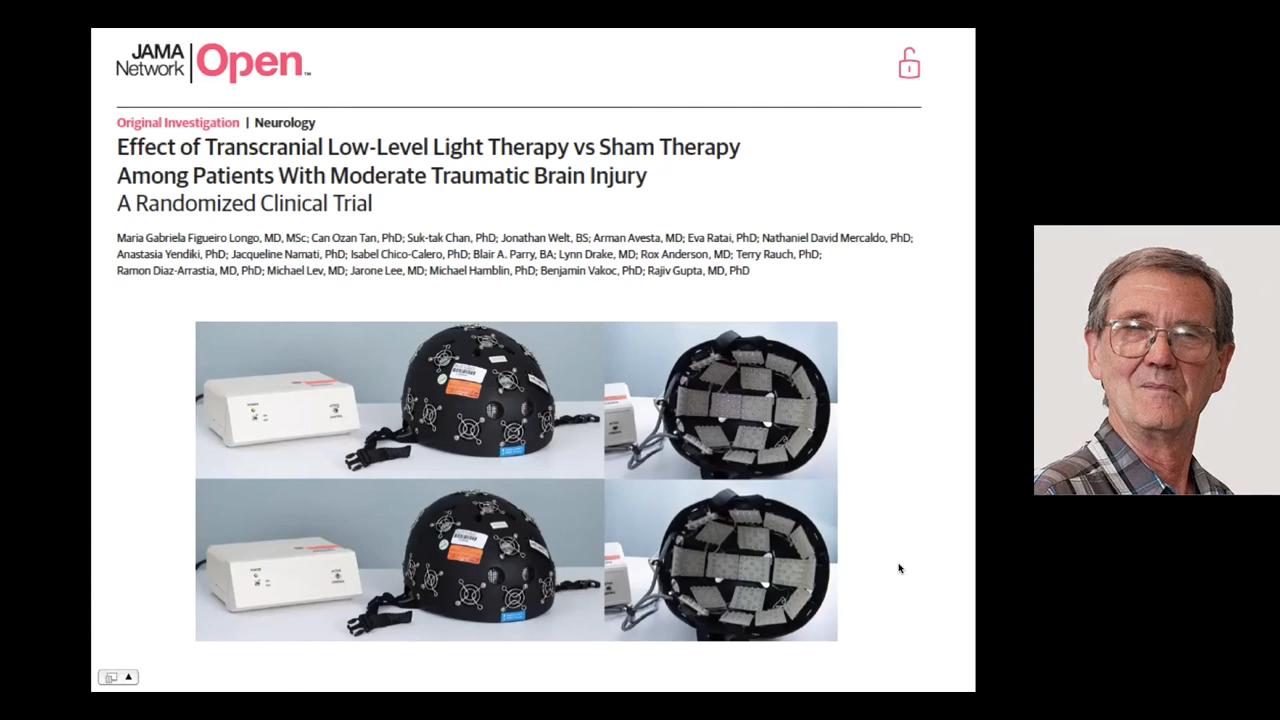 JAMA
Network
Open™
Original Investigation | Neurology
Effect of Transcranial Low-Level Light Therapy vs Sham Therapy
Among Patients With Moderate Traumatic Brain Injury
A Randomized Clinical Trial
Maria Gabriela Figueiro Longo, MD, MSc; Can Ozan Tan, PhD; Suk-tak Chan, PhD; Jonathan Welt, BS; Arman Avesta, MD; Eva Ratai, PhD; Nathaniel David Mercaldo, PhD;
Anastasia Yendiki, PhD; Jacqueline Namati, PhD; Isabel Chico-Calero, PhD; Blair A. Parry, BA; Lynn Drake, MD; Rox Anderson, MD; Terry Rauch, PhD;
Ramon Diaz-Arrastia, MD, PhD; Michael Lev, MD; Jarone Lee, MD; Michael Hamblin, PhD; Benjamin Vakoc, PhD; Rajiv Gupta, MD, PhD